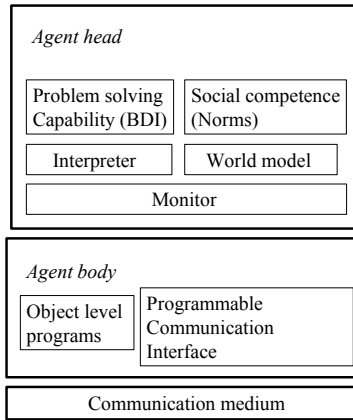 Agent head
Problem solving
Capability (BDI)
Social competence
(Norms)
Interpreter
World model
Monitor
Agent body
Object level
programs
Programmable
Communication
Interface
Communication medium